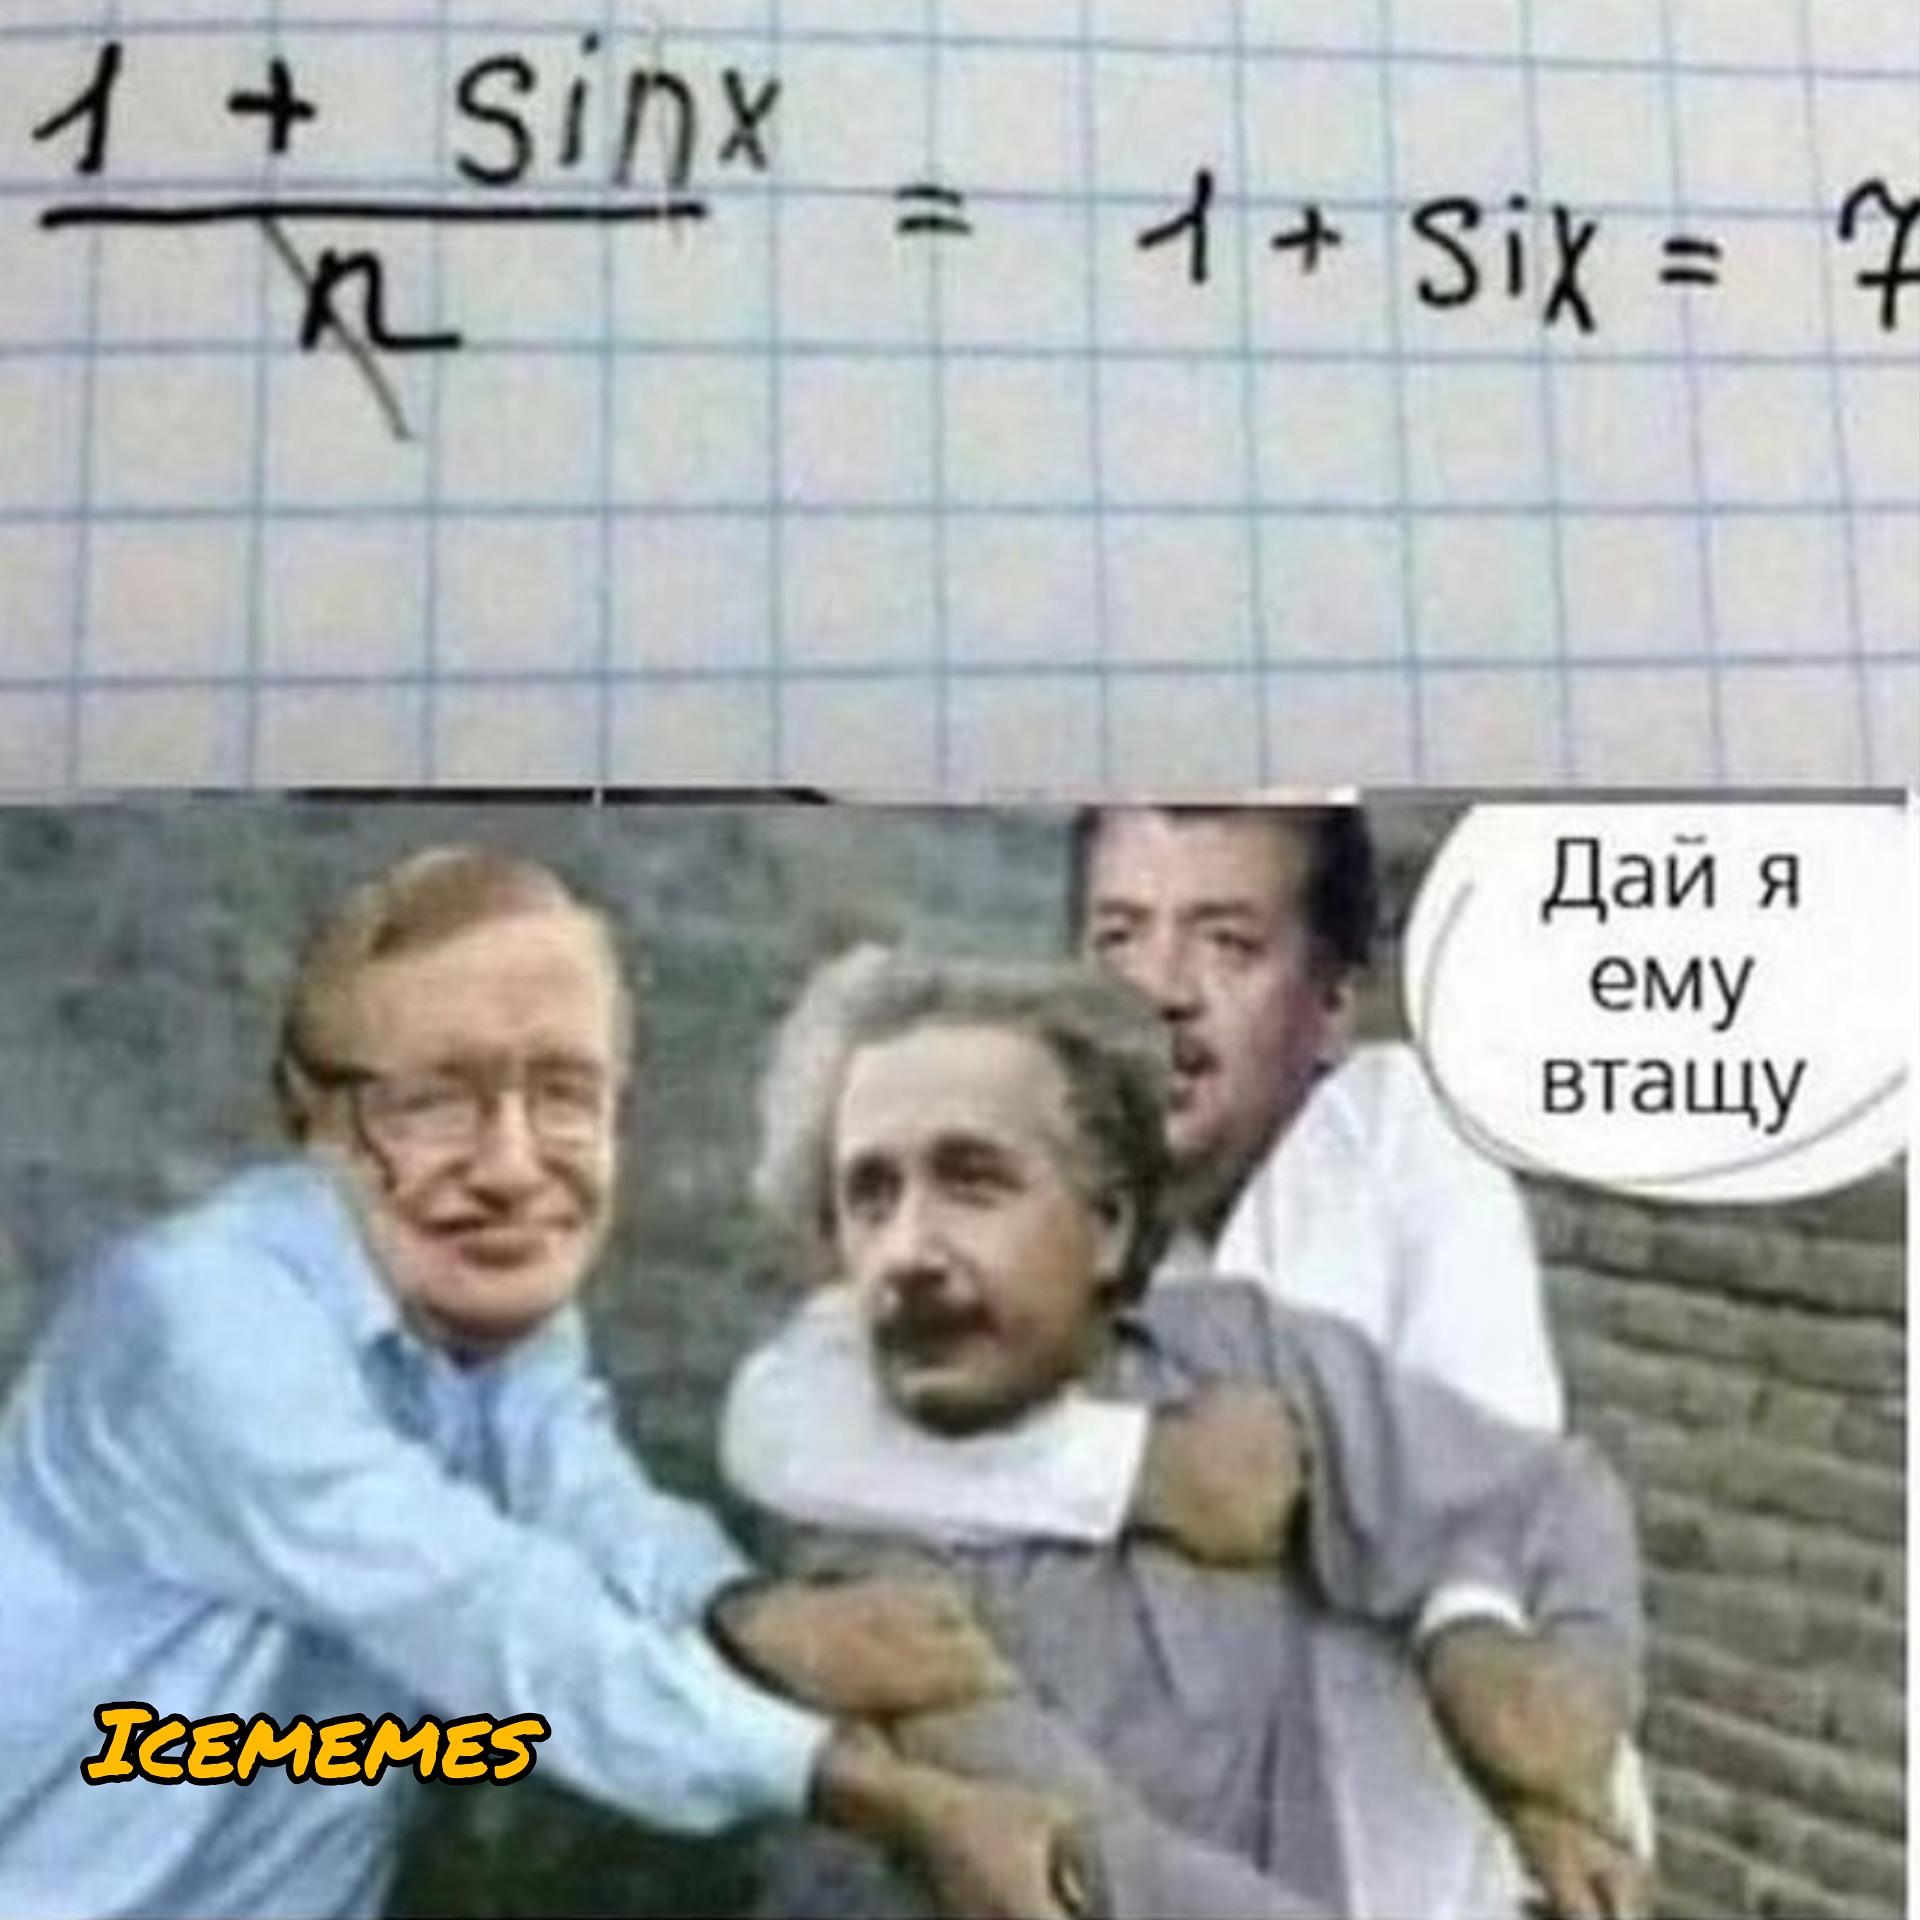 1 + sinx
n
= 1 + six = 7
Дай я
ему
втащу
ICEMEMES